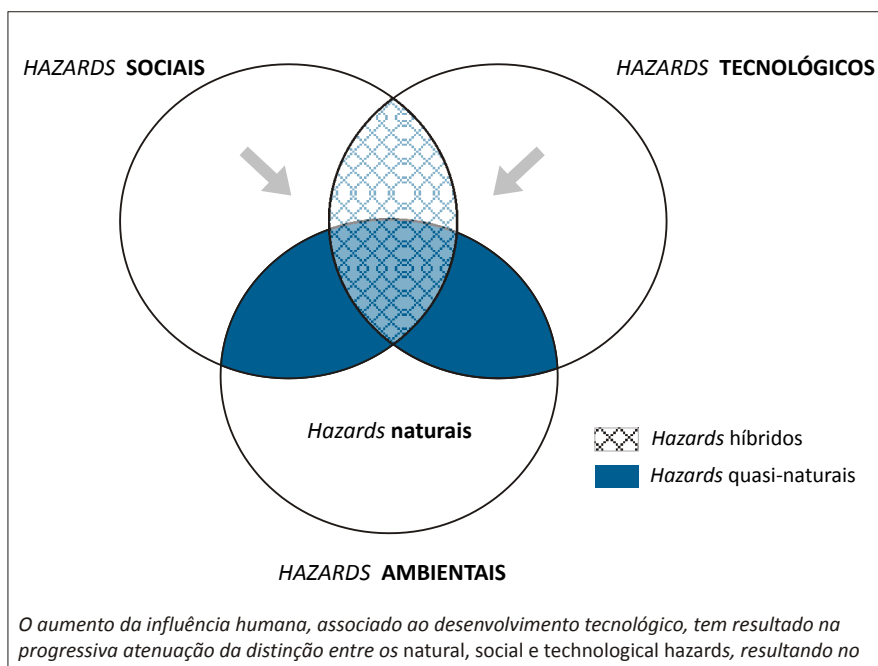 HAZARDS SOCIAIS
HAZARDS TECNOLÓGICOS
Hazards naturais
Hazards híbridos
Hazards quasi-naturais
HAZARDS AMBIENTAIS
O aumento da influência humana, associado ao desenvolvimento tecnológico, tem resultado na
progressiva atenuação da distinção entre os natural, social e technological hazards, resultando no